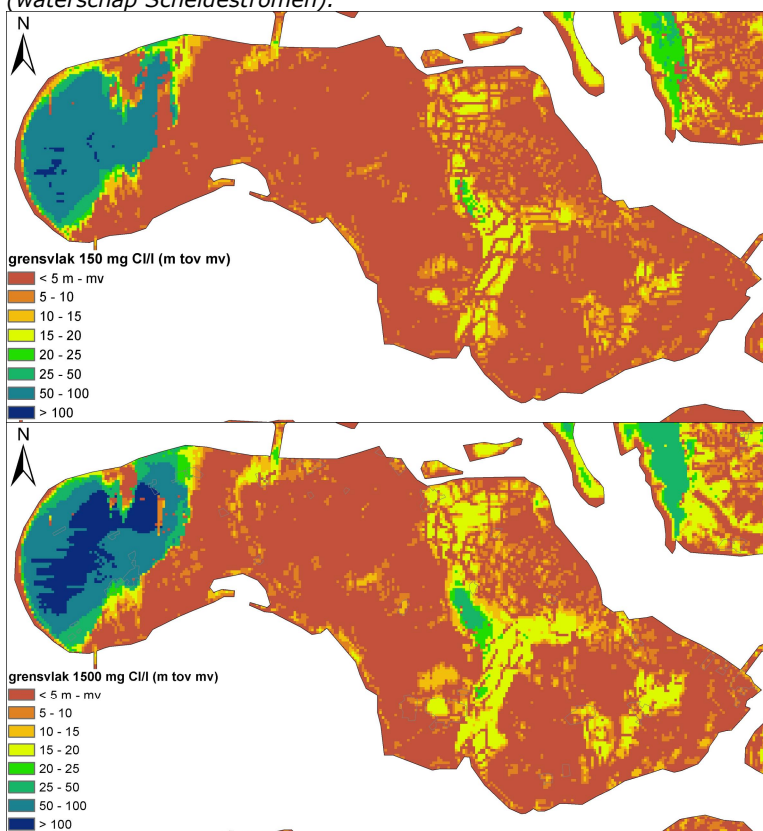 (waterschap Scheldestromen).
N
grensvlak 150 mg Cl/l (m tov mv)
< 5 m - mv
5 - 10
10 - 15
15 - 20
20 - 25
25 - 50
50 - 100
> 100
N
grensvlak 1500 mg Cl/l (m tov mv)
< 5 m - mv
5 - 10
10 - 15
15 - 20
20 - 25
25 - 50
50 - 100
> 100